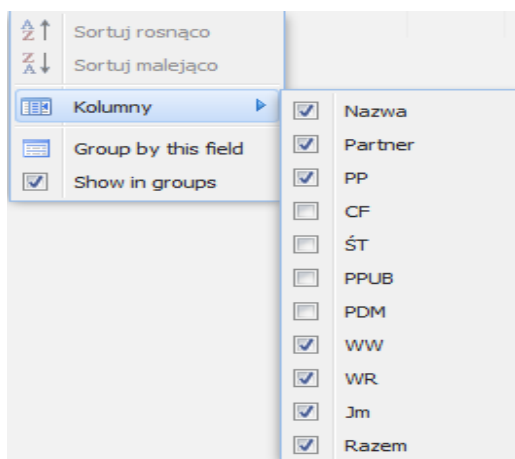 Sortuj rosnąco
Sortuj malejąco
Kolumny
Group by this field
Show in groups
Nazwa
Partner
PP
CF
ŚT
PPUB
PDM
WW
WR
Jm
Razem